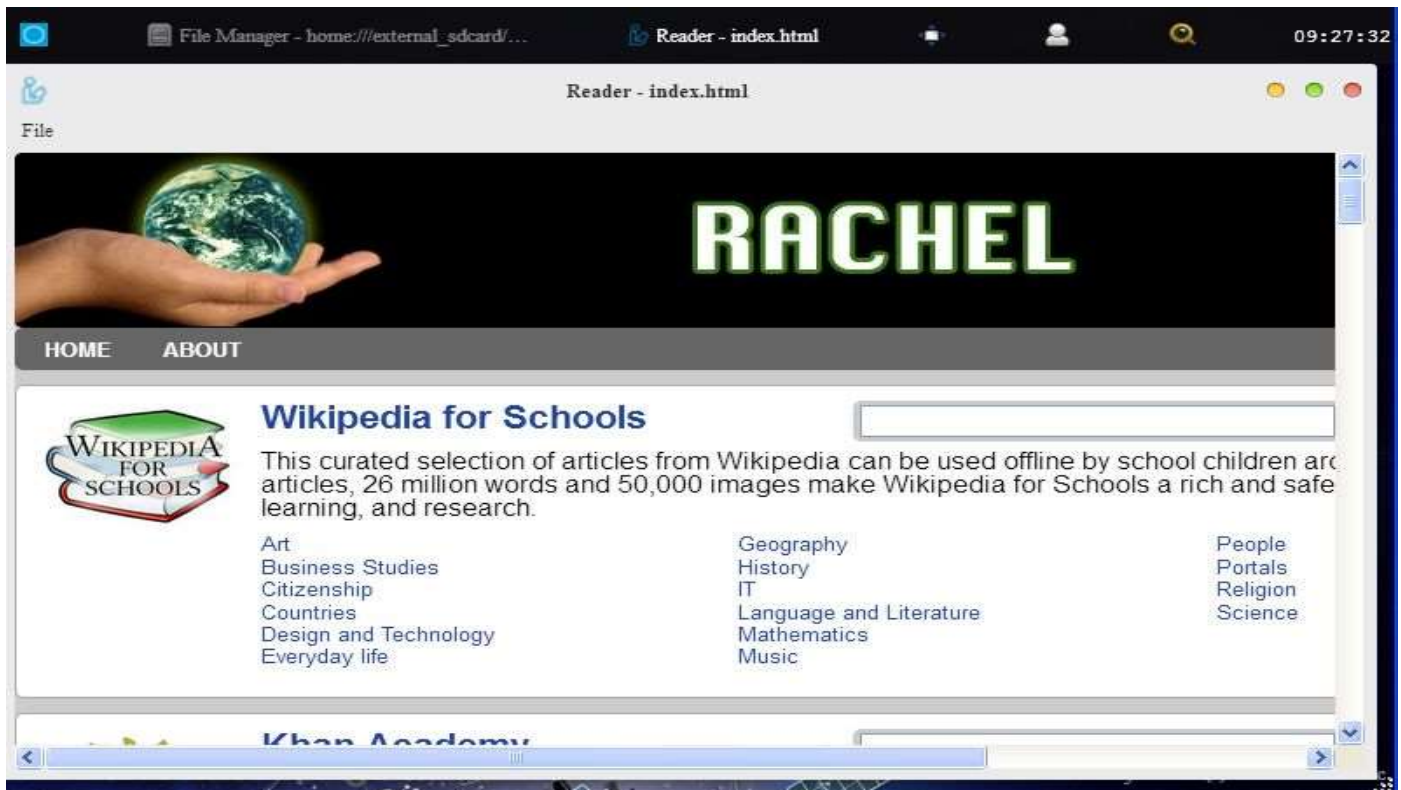 File Manager - home:///external_sdcard/...
Reader - index.html
09:27:32
Reader - index.html
File
RACHEL
HOME ABOUT
WIKIPEDIA
FOR
SCHOOLS
Wikipedia for Schools
This curated selection of articles from Wikipedia can be used offline by school children
articles, 26 million words and 50,000 images make Wikipedia for Schools a rich and safe
learning, and research.
Art
Business Studies
Citizenship
Countries
Design and Technology
Everyday life
Geography
History
IT
Language and Literature
Mathematics
Music
People
Portals
Religion
Science
Khan Academy